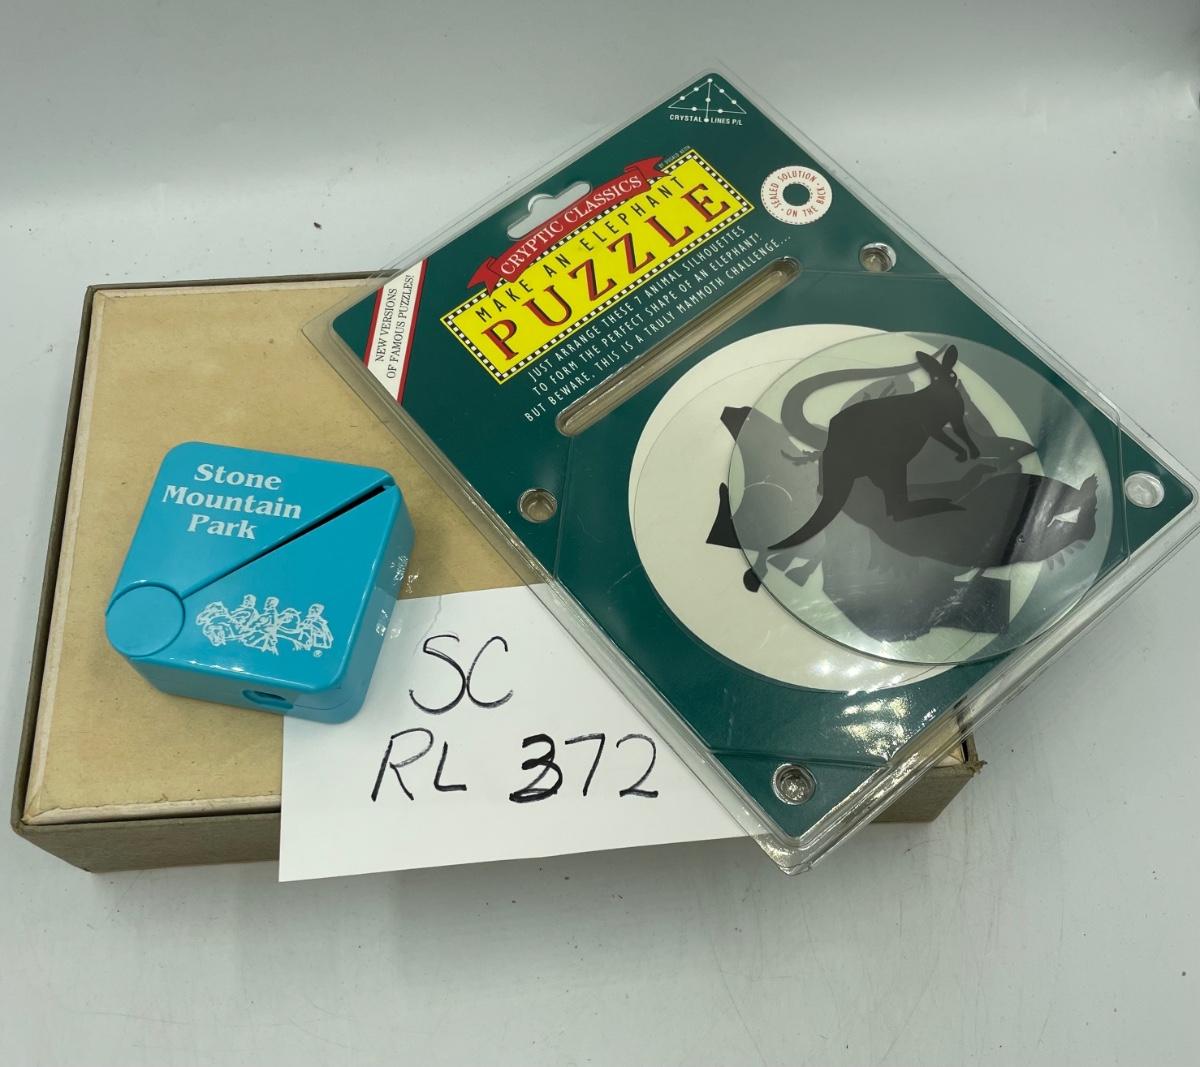 CRYSTAL LINES P/L
SEALED SOLUTION
ON THE BACK
CRYPTIC CLASSICS
MAKE AN ELEPHANT
PUZZLE
JUST ARRANGE THESE 7 ANIMAL SILHOUETTES
TO FORM THE PERFECT SHAPE OF AN ELEPHANT!
BUT BEWARE, THIS IS A TRULY MAMMOTH CHALLENGE...
NEW VERSIONS
OF FAMOUS PUZZLES!
Stone
Mountain
Park
®
SC
RL 372